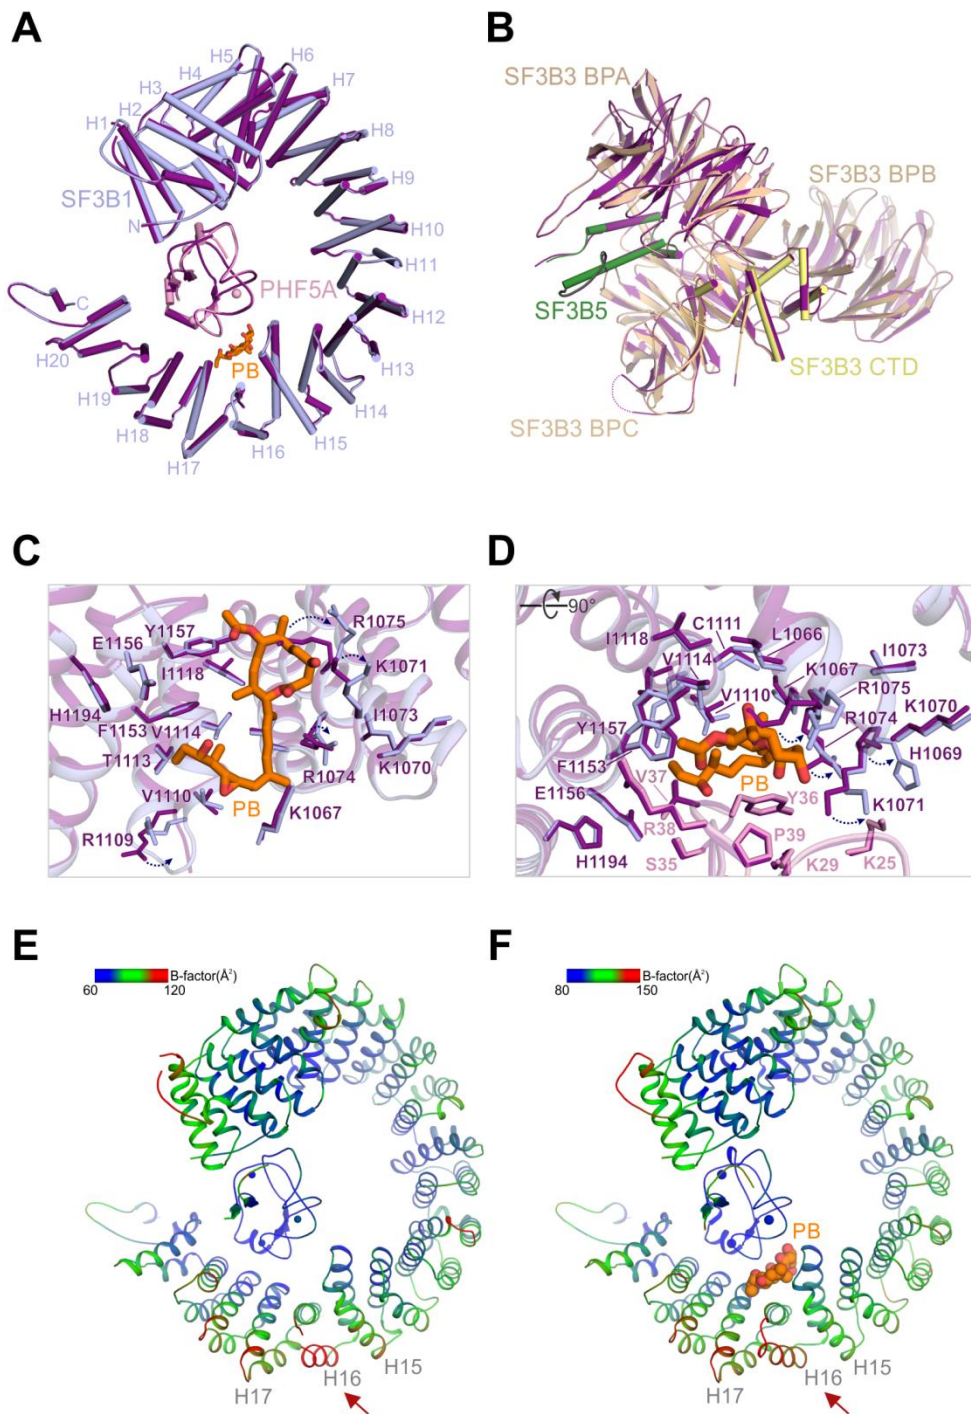 A
H1
H2
H3
H4
H5
H6
H7
H8
H9
H10
H11
H12
H13
H14
H15
H16
H17
H18
H19
H20
SF3B1
N
C
PHF5A
PB
B
SF3B3 BPA
SF3B3 BPB
SF3B5
SF3B3 CTD
SF3B3 BPC
C
R1075
Y1157
E1156
I1118
K1071
H1194
F1153
V1114
I1073
T1113
R1074
K1070
V1110
PB
K1067
R1109
D
90°
C1111
I1118
L1066
V1114
K1067
I1073
R1075
V1110
Y1157
R1074
K1070
F1153
H1069
V37
PB
Y36
E1156
K1071
R38
P39
H1194
S35
K29
K25
E
B-factor(Å²)
60
120
H15
H16
H17
F
B-factor(Å²)
80
150
PB
H15
H16
H17